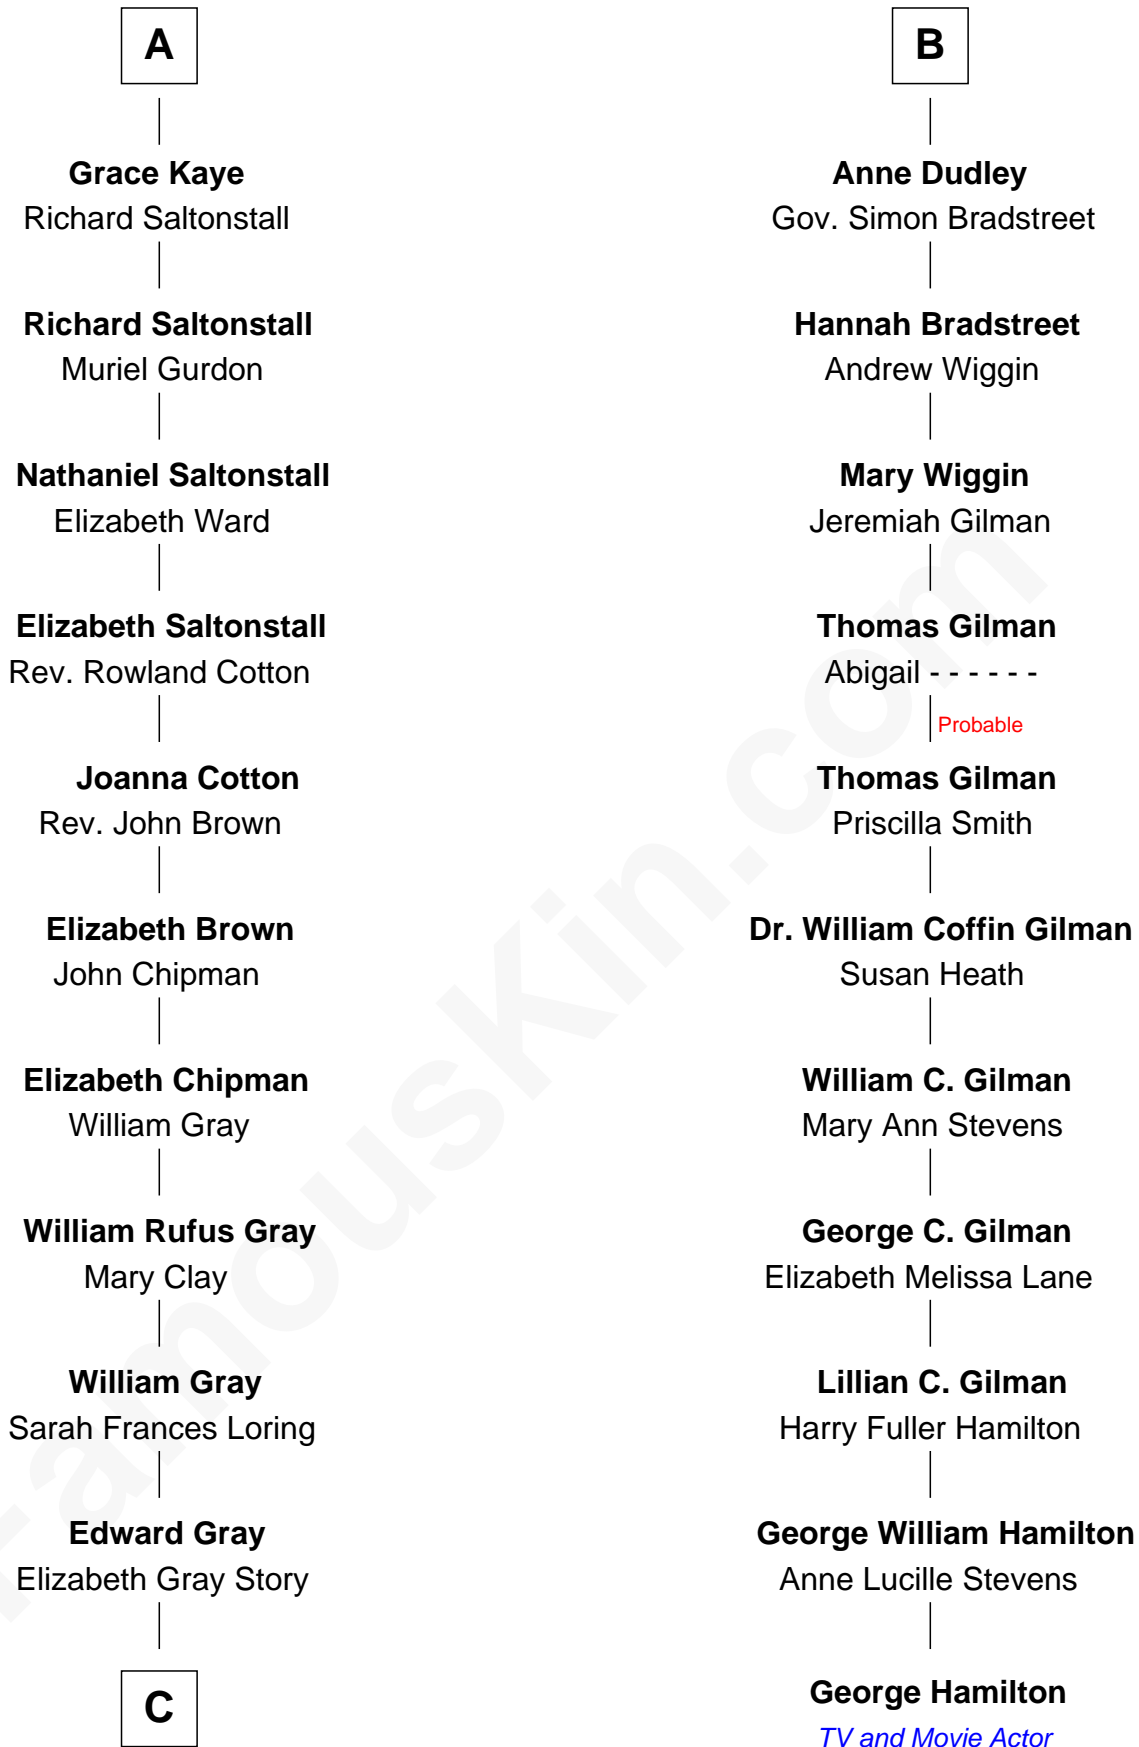 A
Grace Kaye
Richard Saltonstall
Richard Saltonstall
Muriel Gurdon
Nathaniel Saltonstall
Elizabeth Ward
Elizabeth Saltonstall
Rev. Rowland Cotton
Joanna Cotton
Rev. John Brown
Elizabeth Brown
John Chipman
Elizabeth Chipman
William Gray
William Rufus Gray
Mary Clay
William Gray
Sarah Frances Loring
Edward Gray
Elizabeth Gray Story
C
B
Anne Dudley
Gov. Simon Bradstreet
Hannah Bradstreet
Andrew Wiggin
Mary Wiggin
Jeremiah Gilman
Thomas Gilman
Abigail - - - - - -
Probable
Thomas Gilman
Priscilla Smith
Dr. William Coffin Gilman
Susan Heath
William C. Gilman
Mary Ann Stevens
George C. Gilman
Elizabeth Melissa Lane
Lillian C. Gilman
Harry Fuller Hamilton
George William Hamilton
Anne Lucille Stevens
George Hamilton
TV and Movie Actor
FamousKin.com